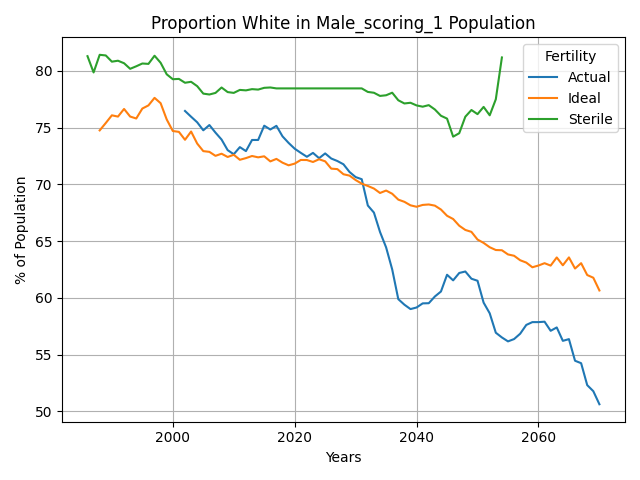 Proportion White in Male_scoring_1 Population
Fertility
Actual
Ideal
Sterile
% of Population
80
75
70
65
60
55
50
2000
2020
2040
2060
Years